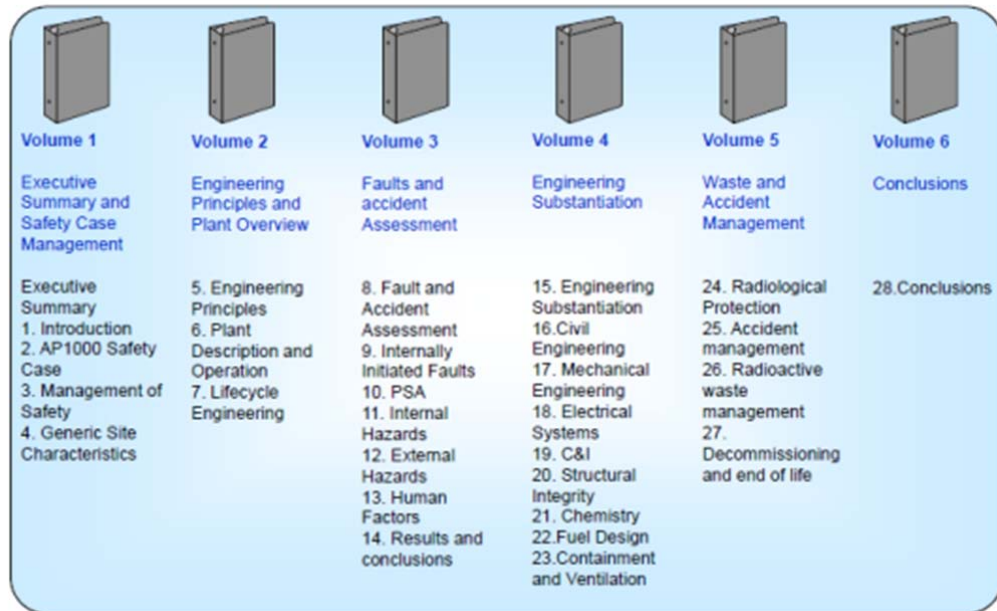 Volume 1
Executive
Summary and
Safety Case
Management
Executive
Summary
1. Introduction
2. AP1000 Safety
Case
3. Management of
Safety
4. Generic Site
Characteristics
Volume 2
Engineering
Principles and
Plant Overview
5. Engineering
Principles
6. Plant
Description and
Operation
7. Lifecycle
Engineering
Volume 3
Faults and
accident
Assessment
8. Fault and
Accident
Assessment
9. Internally
Initiated Faults
10. PSA
11. Internal
Hazards
12. External
Hazards
13. Human
Factors
14. Results and
conclusions
Volume 4
Engineering
Substantiation
15. Engineering
Substantiation
16.Civil
Engineering
17. Mechanical
Engineering
18. Electrical
Systems
19. C&I
20. Structural
Integrity
21. Chemistry
22.Fuel Design
23.Containment
and Ventilation
Volume 5
Waste and
Accident
Management
24. Radiological
Protection
25. Accident
management
26. Radioactive
waste
management
27.
Decommissioning
and end of life
Volume 6
Conclusions
28.Conclusions